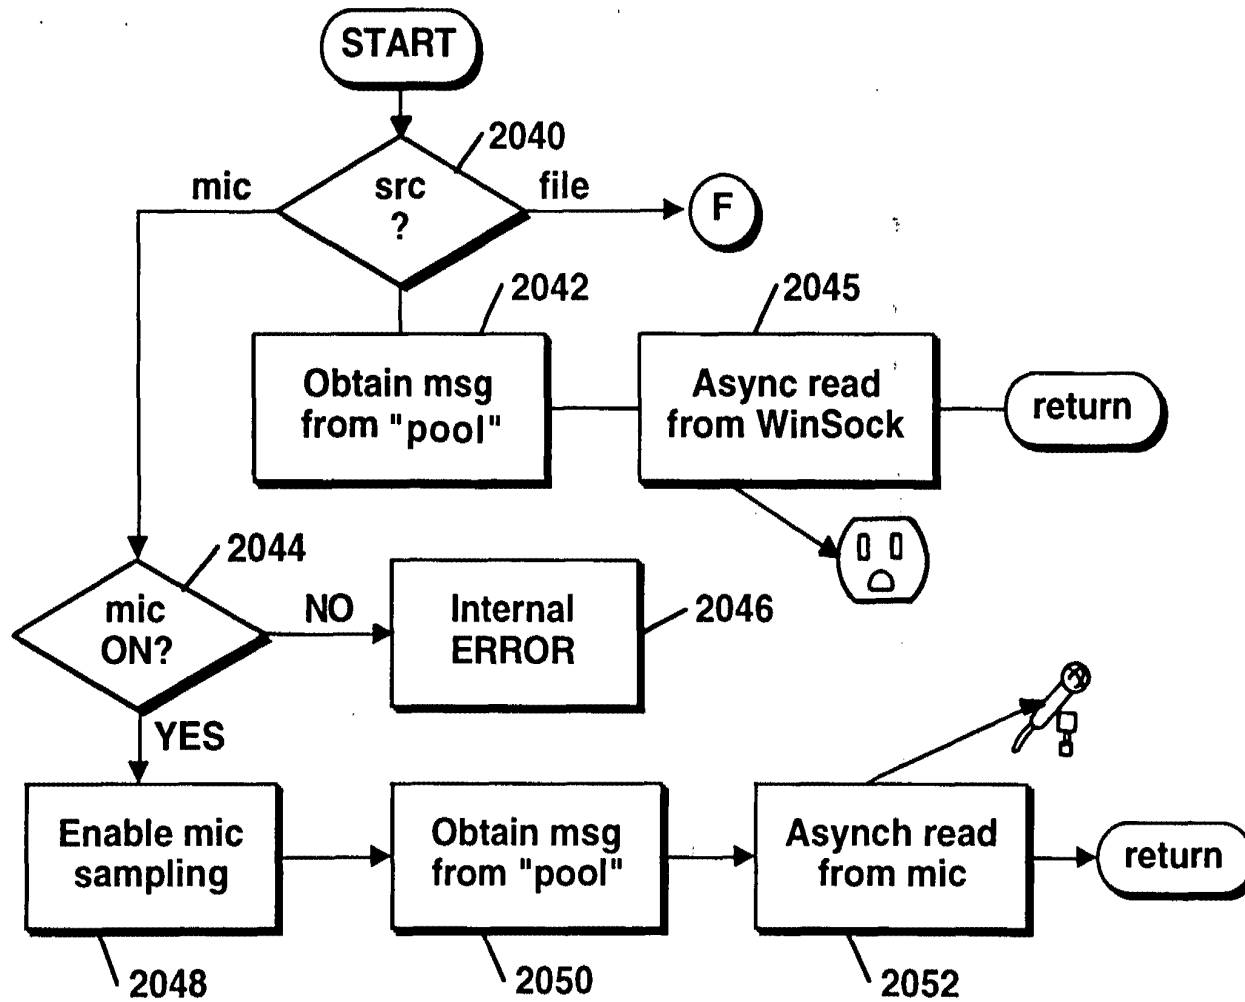 START
2040
mic
src
?
file
F
2042
2045
Obtain msg
from "pool"
Async read
from WinSock
return
2044
mic
ON?
NO
Internal
ERROR
2046
YES
Enable mic
sampling
Obtain msg
from "pool"
Asynch read
from mic
return
2048
2050
2052